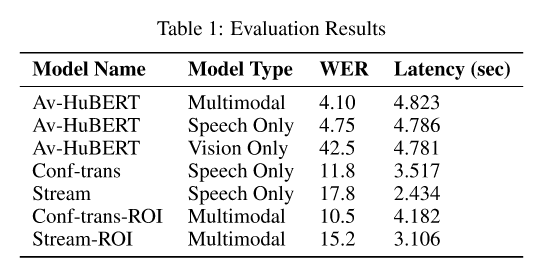 Table 1: Evaluation Results
Model Name Model Type WER Latency (sec)
Av-HuBERT Multimodal 4.10 4.823
Av-HuBERT Speech Only 4.75 4.786
Av-HuBERT Vision Only 42.5 4.781
Conf-trans Speech Only 11.8 3.517
Stream Speech Only 17.8 2.434
Conf-trans-ROI Multimodal 10.5 4.182
Stream-ROI Multimodal 15.2 3.106